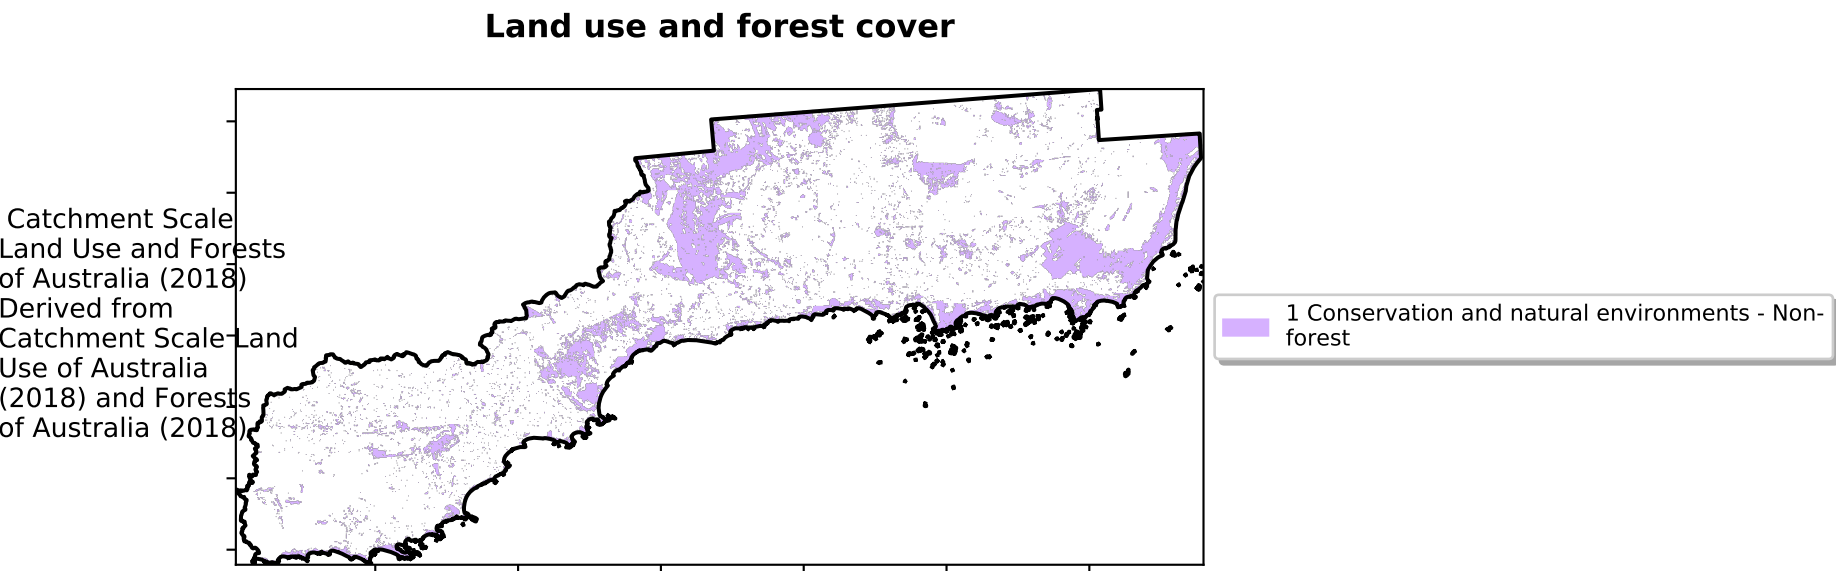 Land use and forest cover
Catchment Scale
Land Use and Forests
of Australia (2018)
Derived from
Catchment Scale Land
Use of Australia
(2018) and Forests
of Australia (2018)
1 Conservation and natural environments - Non-
forest